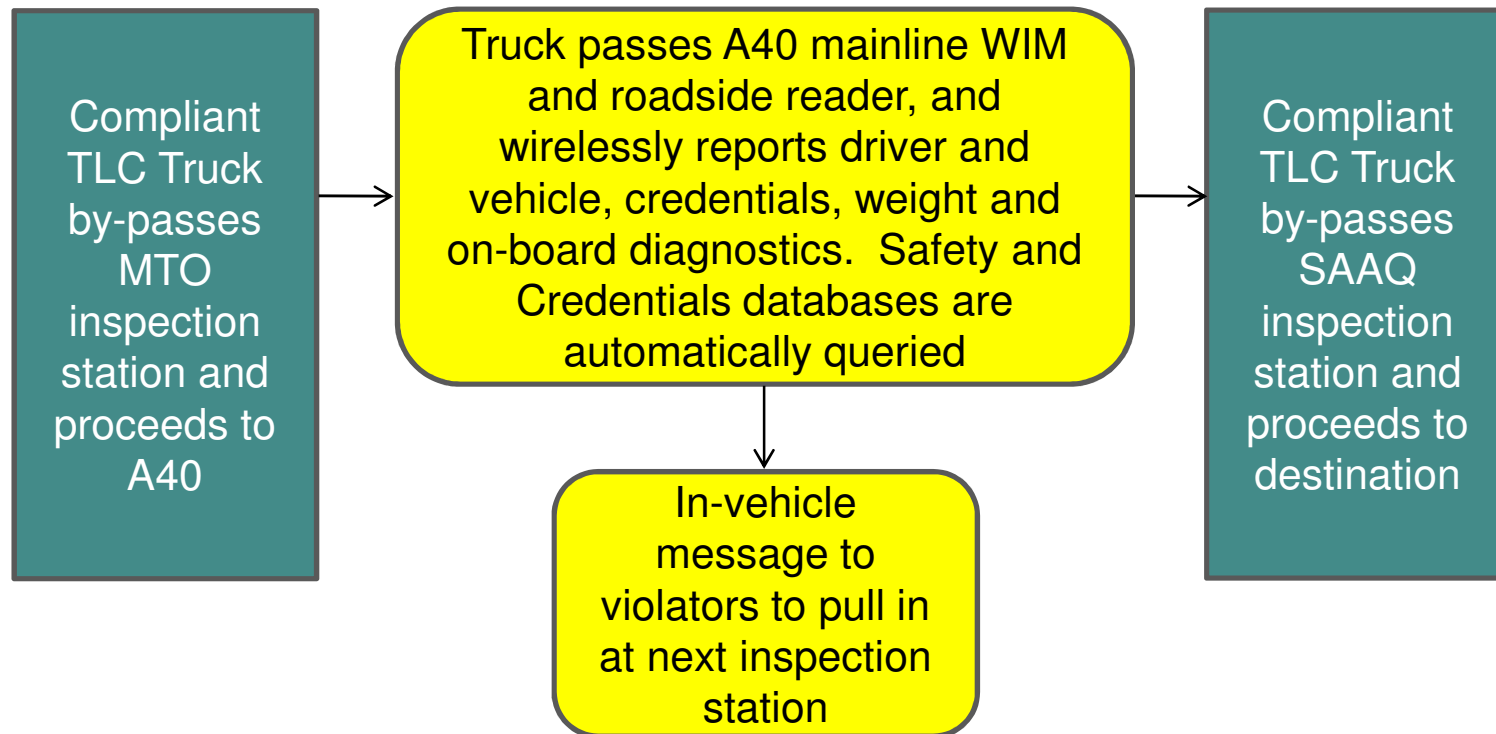 Compliant
TLC Truck
by-passes
MTO
inspection
station and
proceeds to
A40
Truck passes A40 mainline WIM
and roadside reader, and
wirelessly reports driver and
vehicle, credentials, weight and
on-board diagnostics.  Safety and
Credentials databases are
automatically queried
In-vehicle
message to
violators to pull in
at next inspection
station
Compliant
TLC Truck
by-passes
SAAQ
inspection
station and
proceeds to
destination